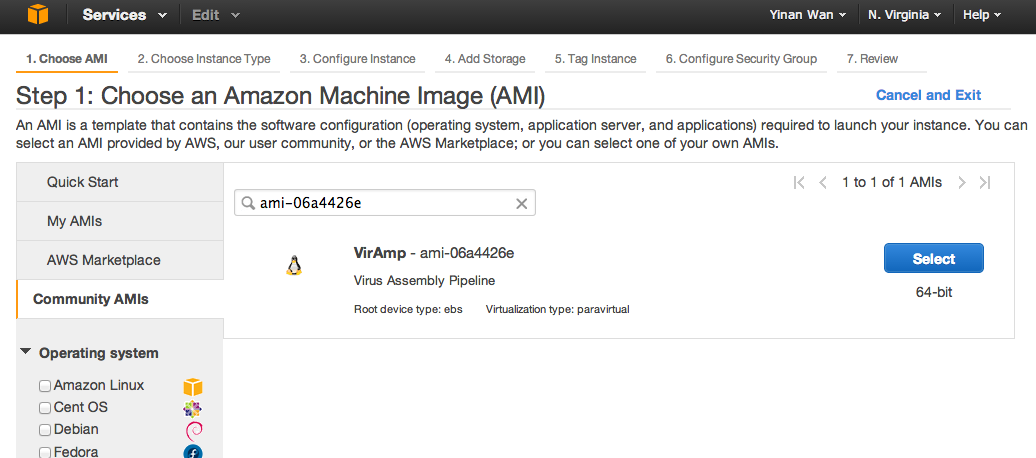 Services Edit Yinan Wan N. Virginia Help
1. Choose AMI 2. Choose Instance Type 3. Configure Instance 4. Add Storage 5. Tag Instance 6. Configure Security Group 7. Review
Step 1: Choose an Amazon Machine Image (AMI) Cancel and Exit
An AMI is a template that contains the software configuration (operating system, application server, and applications) required to launch your instance. You can
select an AMI provided by AWS, our user community, or the AWS Marketplace; or you can select one of your own AMIs.
Quick Start
My AMIs
AWS Marketplace
Community AMIs
Operating system
Amazon Linux
Cent OS
Debian
Fedora
1 to 1 of 1 AMIs
ami-06a4426e
VirAmp - ami-06a4426e
Virus Assembly Pipeline
Root device type: ebs Virtualization type: paravirtual
Select
64-bit